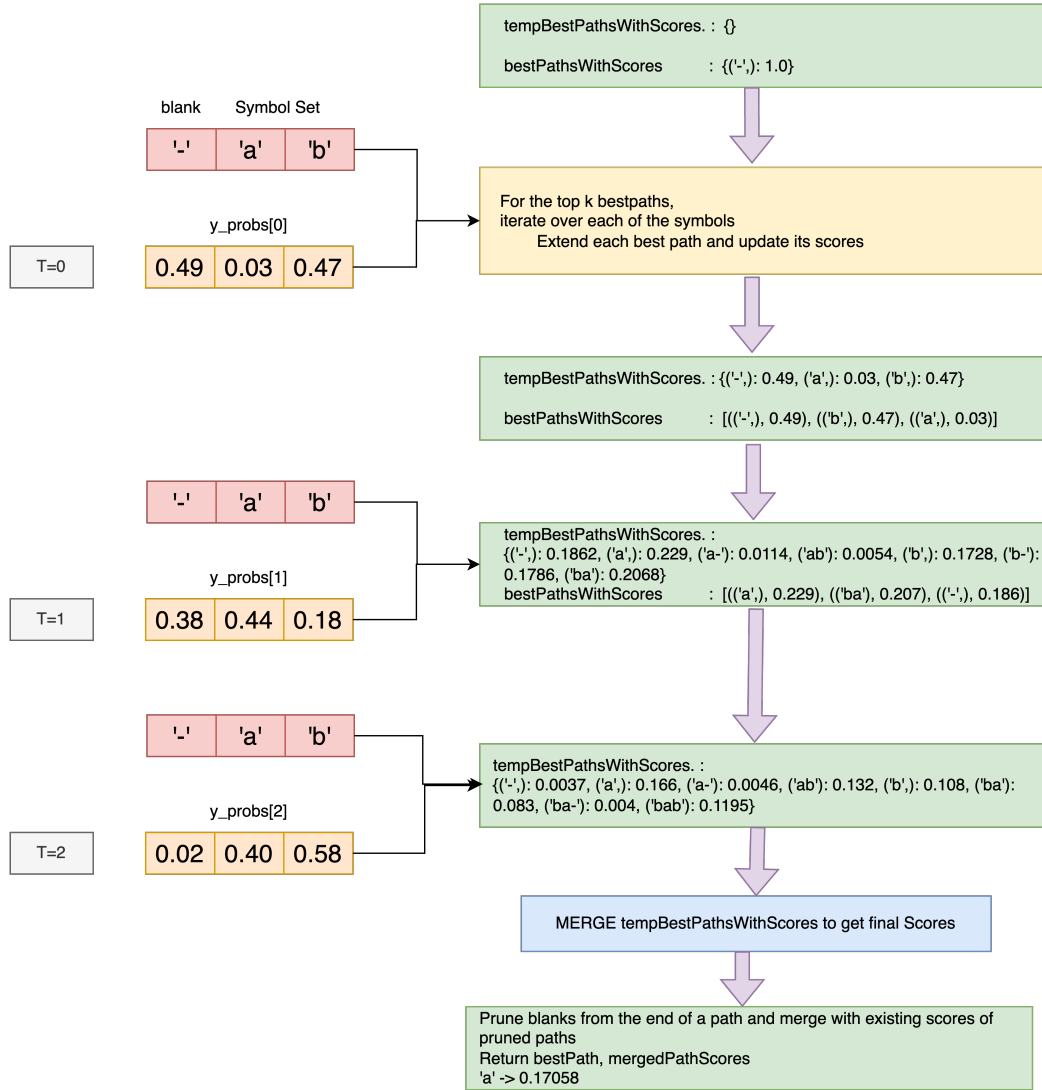 tempBestPathsWithScores. : {}
bestPathsWithScores : {('-',): 1.0}
blank Symbol Set
'-' 'a' 'b'
For the top k bestpaths,
iterate over each of the symbols
Extend each best path and update its scores
y_probs[0]
T=0 0.49 0.03 0.47
tempBestPathsWithScores. : {('-',): 0.49, ('a',): 0.03, ('b',): 0.47}
bestPathsWithScores : [(('-',), 0.49), (('b',), 0.47), (('a',), 0.03)]
'-' 'a' 'b'
tempBestPathsWithScores. :
{('-',): 0.1862, ('a',): 0.229, ('a-'): 0.0114, ('ab'): 0.0054, ('b',): 0.1728, ('b-'):
0.1786, ('ba'): 0.2068}
bestPathsWithScores : [(('a',), 0.229), (('ba'), 0.207), (('-',), 0.186)]
y_probs[1]
T=1 0.38 0.44 0.18
'-' 'a' 'b'
tempBestPathsWithScores. :
{('-',): 0.0037, ('a',): 0.166, ('a-'): 0.0046, ('ab'): 0.132, ('b',): 0.108, ('ba'):
0.083, ('ba-'): 0.004, ('bab'): 0.1195}
y_probs[2]
T=2 0.02 0.40 0.58
MERGE tempBestPathsWithScores to get final Scores
Prune blanks from the end of a path and merge with existing scores of
pruned paths
Return bestPath, mergedPathScores
'a' -> 0.17058